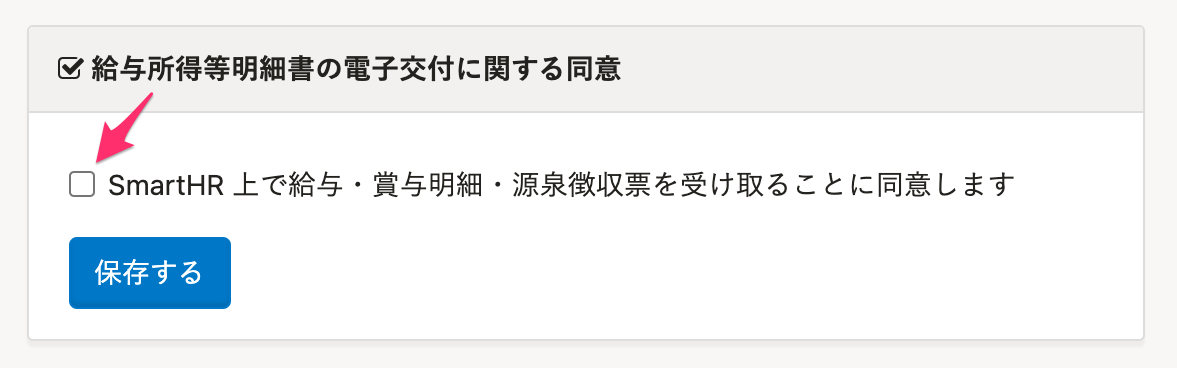 給与所得等明細書の電子交付に関する同意
SmartHR 上で給与・賞与明細・源泉徴収票を受け取ることに同意します
保存する